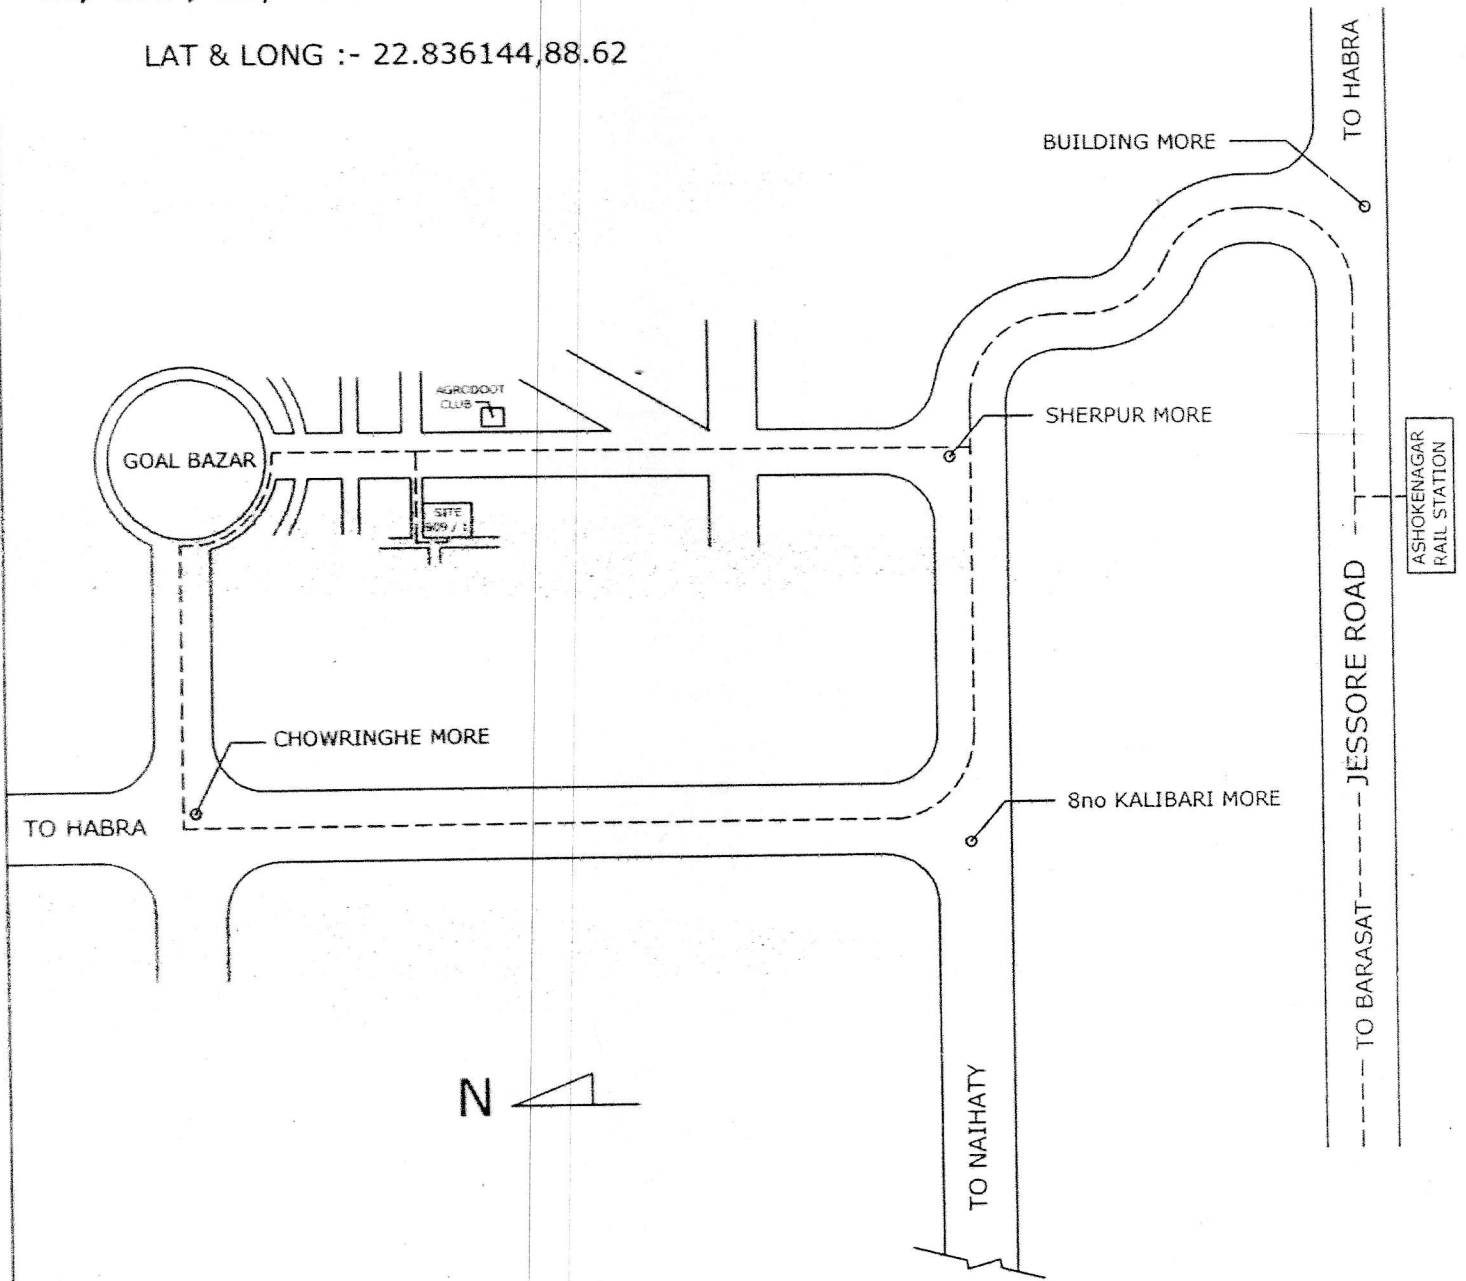 LAT & LONG :- 22.836144,88.62
TO HABRA
BUILDING MORE
AGRODOOT
CLUB
SHERPUR MORE
GOAL BAZAR
ASHOKENAGAR
RAIL STATION
SITE
JESSORE ROAD
CHOWRINGHE MORE
8no KALIBARI MORE
TO HABRA
TO BARASAT
N
TO NAIHATY